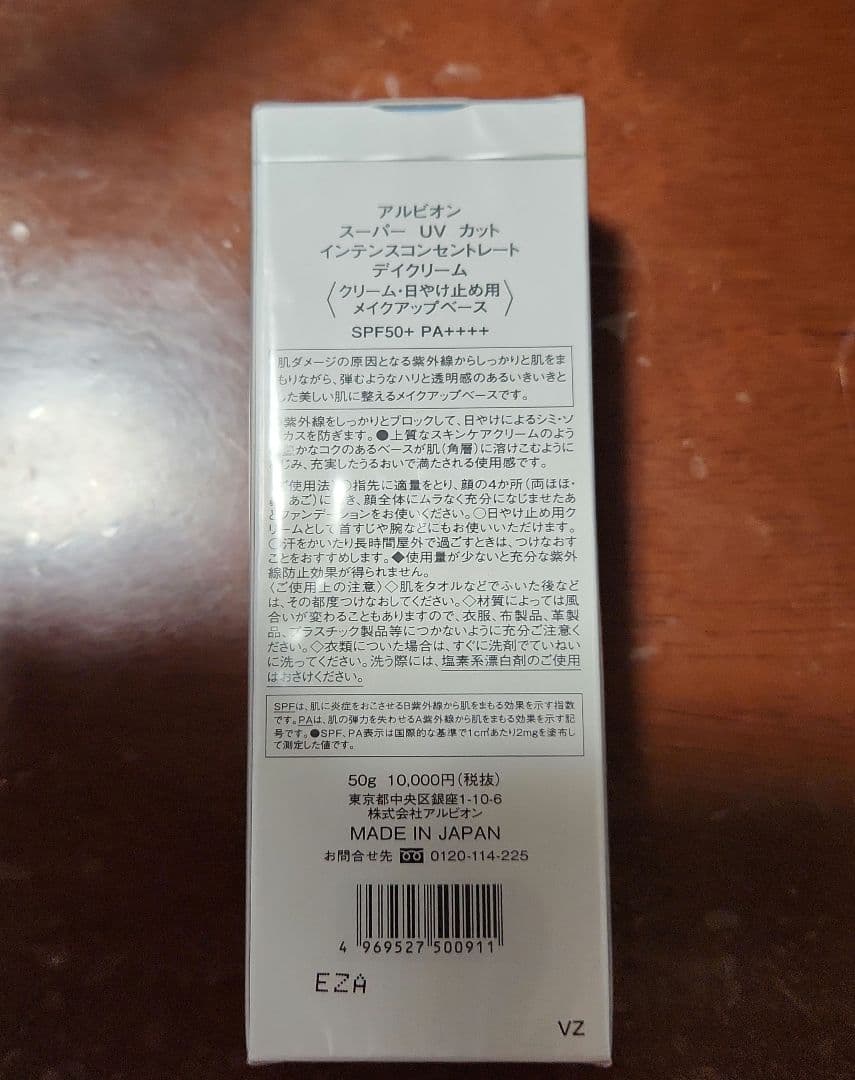 アルビオン
スーパー UV カット
インテンスコンセントレート
デイクリーム
〈クリーム・日やけ止め用
メイクアップベース〉
SPF50+ PA++++
肌ダメージの原因となる紫外線からしっかりと肌をま
もりながら、弾むようなハリと透明感のあるいきいきと
した美しい肌に整えるメイクアップベースです。
紫外線をしっかりとブロックして、日やけによるシミ・ソ
カスを防ぎます。●上質なスキンケアクリームのよう
かなコクのあるベースが肌(角層)に溶けこむように
じみ、充実したうるおいで満たされる使用感です。
ご使用法 の指先に適量をとり、顔の4か所(両ほほ・
あご)に き、顔全体にムラなく充分になじませたあ
とファンデーションをお使いください。○日やけ止め用ク
リームとして首すじや腕などにもお使いいただけます。
○汗をかいたり長時間屋外で過ごすときは、つけなおす
ことをおすすめします。◆使用量が少ないと充分な紫外
線防止効果が得られません。
〈ご使用上の注意〉◇肌をタオルなどでふいた後など
は、その都度つけなおしてください。◇材質によっては風
合いが変わることもありますので、衣服、布製品、革製
品、プラスチック製品等につかないように充分ご注意く
ださい。◇衣類についた場合は、すぐに洗剤でていねい
に洗ってください。洗う際には、塩素系漂白剤のご使用
はおさけください。
SPFは、肌に炎症をおこさせるB紫外線から肌をまもる効果を示す指数
です。PAは、肌の弾力を失わせるA紫外線から肌をまもる効果を示す記
号です。●SPF、PA表示は国際的な基準で1c㎡あたり2mgを塗布し
て測定した値です。
50g 10,000円(税抜)
東京都中央区銀座1-10-6
株式会社アルビオン
MADE IN JAPAN
お問合せ先 0120-114-225
4 969527 500911
EZA
VZ